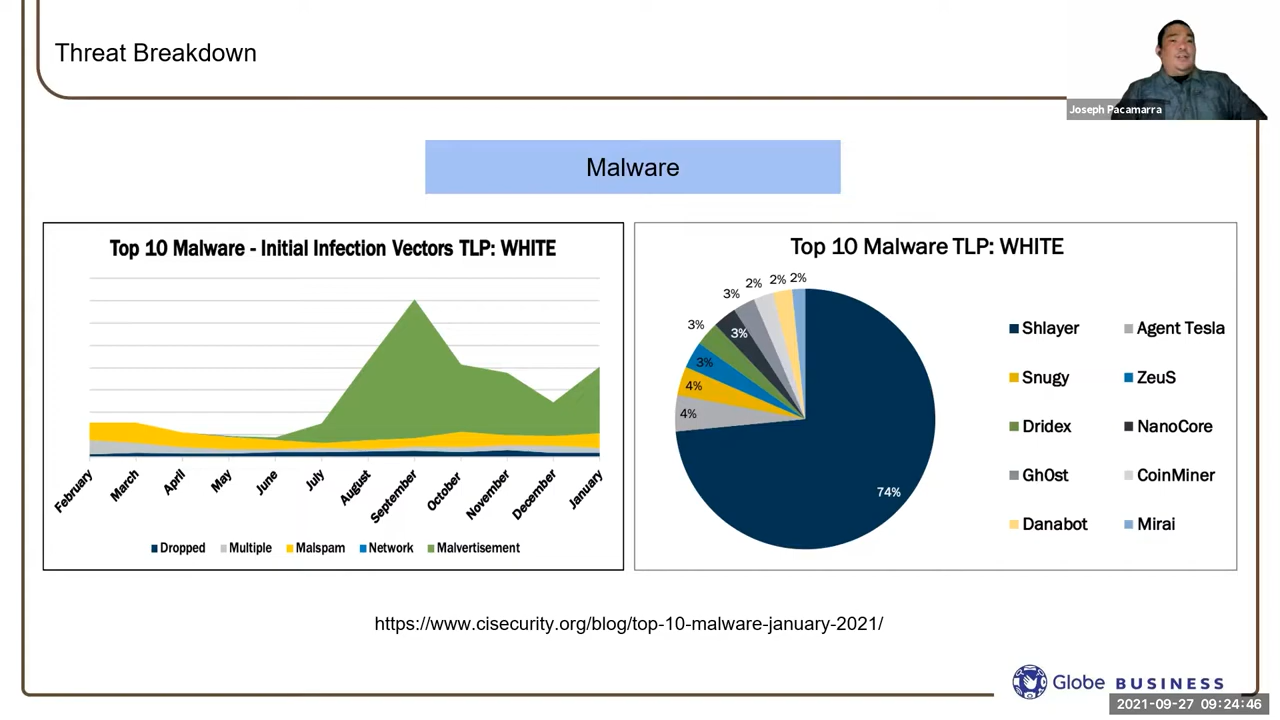 Threat Breakdown
Joseph Pacamarra
Malware
Top 10 Malware - Initial Infection Vectors TLP: WHITE
February
March
April
May
June
July
August
September
October
November
December
January
Dropped Multiple Malspam Network Malvertisement
Top 10 Malware TLP: WHITE
2% 2% 2%
3%
3%
3%
3%
4%
4%
74%
Shlayer Agent Tesla
Snugy ZeuS
Dridex NanoCore
GhOst CoinMiner
Danabot Mirai
https://www.cisecurity.org/blog/top-10-malware-january-2021/
Globe BUSINESS
2021-09-27 09:24:46